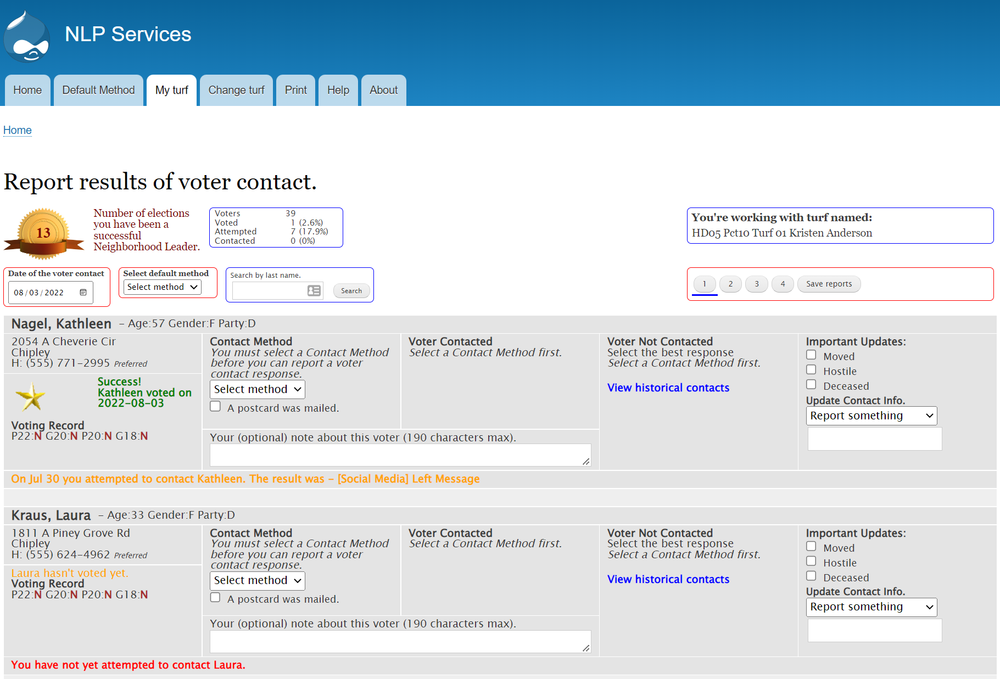 NLP Services
Home
Default Method
My turf
Change turf
Print
Help
About
Home
Report results of voter contact.
13
Number of elections
you have been a
successful
Neighborhood Leader.
Voters 39
Voted 1 (2.6%)
Attempted 7 (17.9%)
Contacted 0 (0%)
You're working with turf named:
HD05 Pct10 Turf 01 Kristen Anderson
Date of the voter contact
08/03/2022
Select default method
Select method
Search by last name.
Search
1 2 3 4 Save reports
Nagel, Kathleen - Age:57 Gender:F Party:D
2054 A Cheverie Cir
Chipley
H: (555) 771-2995 Preferred
Success!
Kathleen voted on
2022-08-03
Voting Record
P22:N G20:N P20:N G18:N
Contact Method
You must select a Contact Method
before you can report a voter
contact response.
Select method
A postcard was mailed.
Voter Contacted
Select a Contact Method first.
Voter Not Contacted
Select the best response
Select a Contact Method first.
View historical contacts
Important Updates:
Moved
Hostile
Deceased
Update Contact Info.
Report something
Your (optional) note about this voter (190 characters max).
On Jul 30 you attempted to contact Kathleen. The result was - [Social Media] Left Message
Kraus, Laura - Age:33 Gender:F Party:D
1811 A Piney Grove Rd
Chipley
H: (555) 624-4962 Preferred
Laura hasn't voted yet.
Voting Record
P22:N G20:N P20:N G18:N
Contact Method
You must select a Contact Method
before you can report a voter
contact response.
Select method
A postcard was mailed.
Voter Contacted
Select a Contact Method first.
Voter Not Contacted
Select the best response
Select a Contact Method first.
View historical contacts
Important Updates:
Moved
Hostile
Deceased
Update Contact Info.
Report something
Your (optional) note about this voter (190 characters max).
You have not yet attempted to contact Laura.